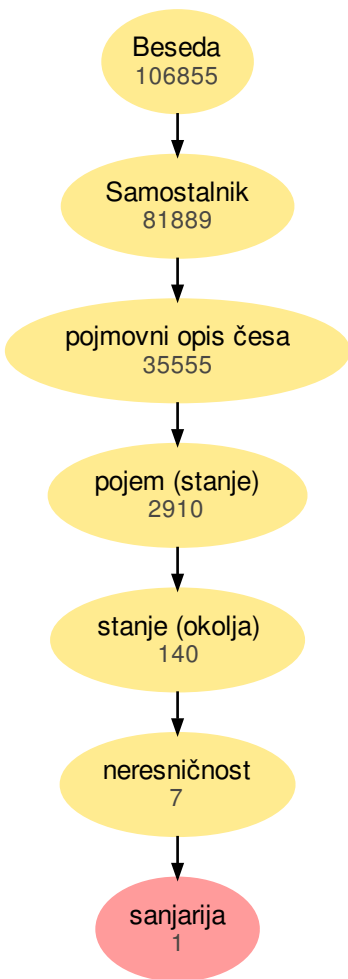 Beseda
106855
Samostalnik
81889
pojmovni opis česa
35555
pojem (stanje)
2910
stanje (okolja)
140
neresničnost
7
sanjarija
1